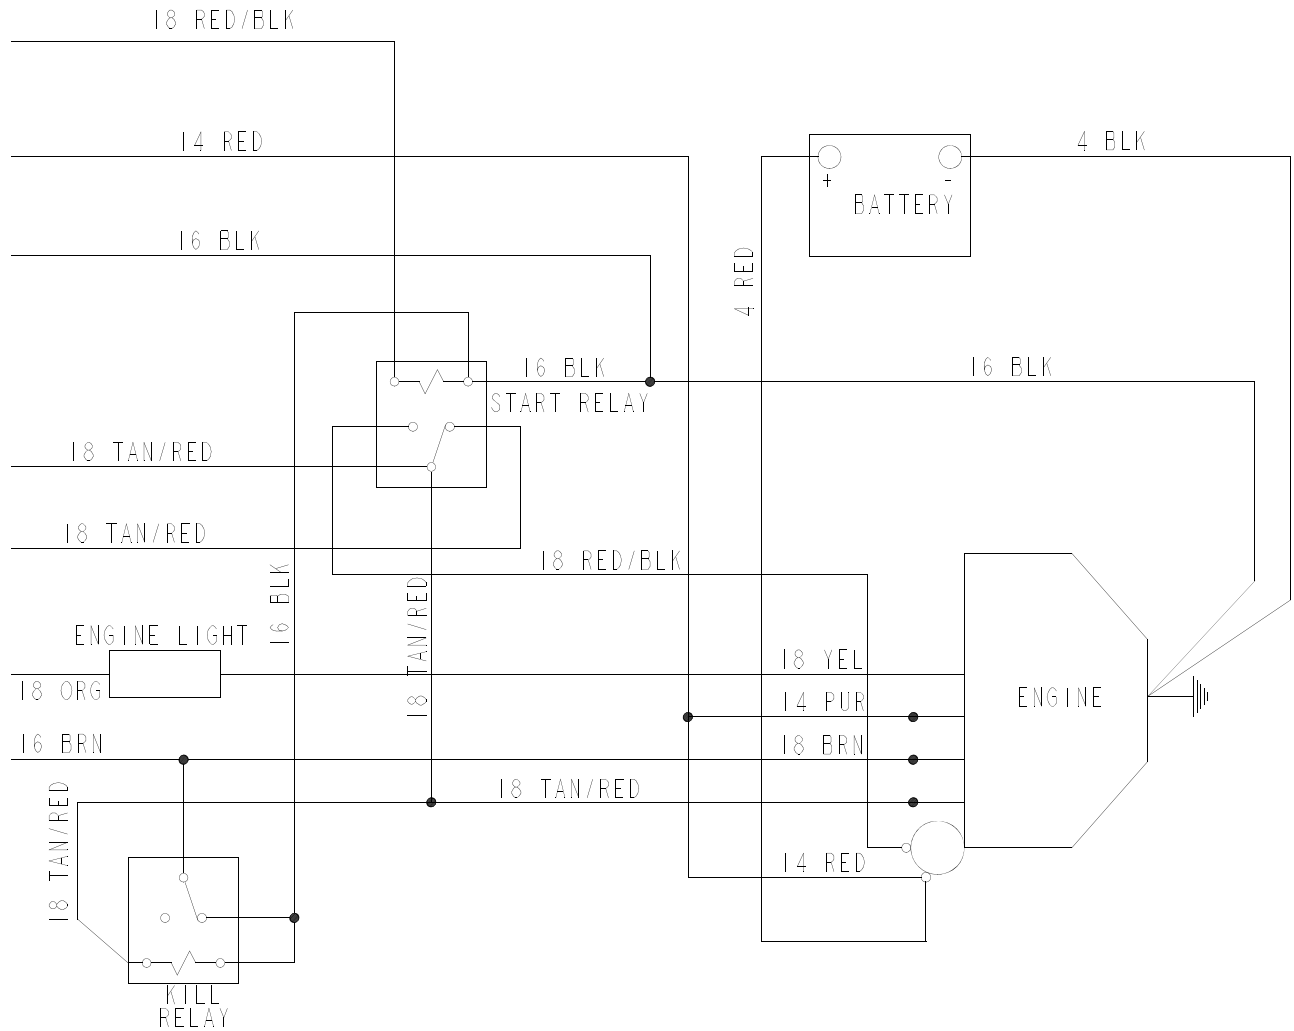 18 RED/BLK
14 RED
4 BLK
+ -
BATTERY
16 BLK
4 RED
16 BLK
16 BLK
START RELAY
18 TAN/RED
18 TAN/RED
18 RED/BLK
16 BLK
18 TAN/RED
ENGINE LIGHT
18 YEL
18 ORG
14 PUR
ENGINE
16 BRN
18 BRN
18 TAN/RED
18 TAN/RED
14 RED
KILL
RELAY